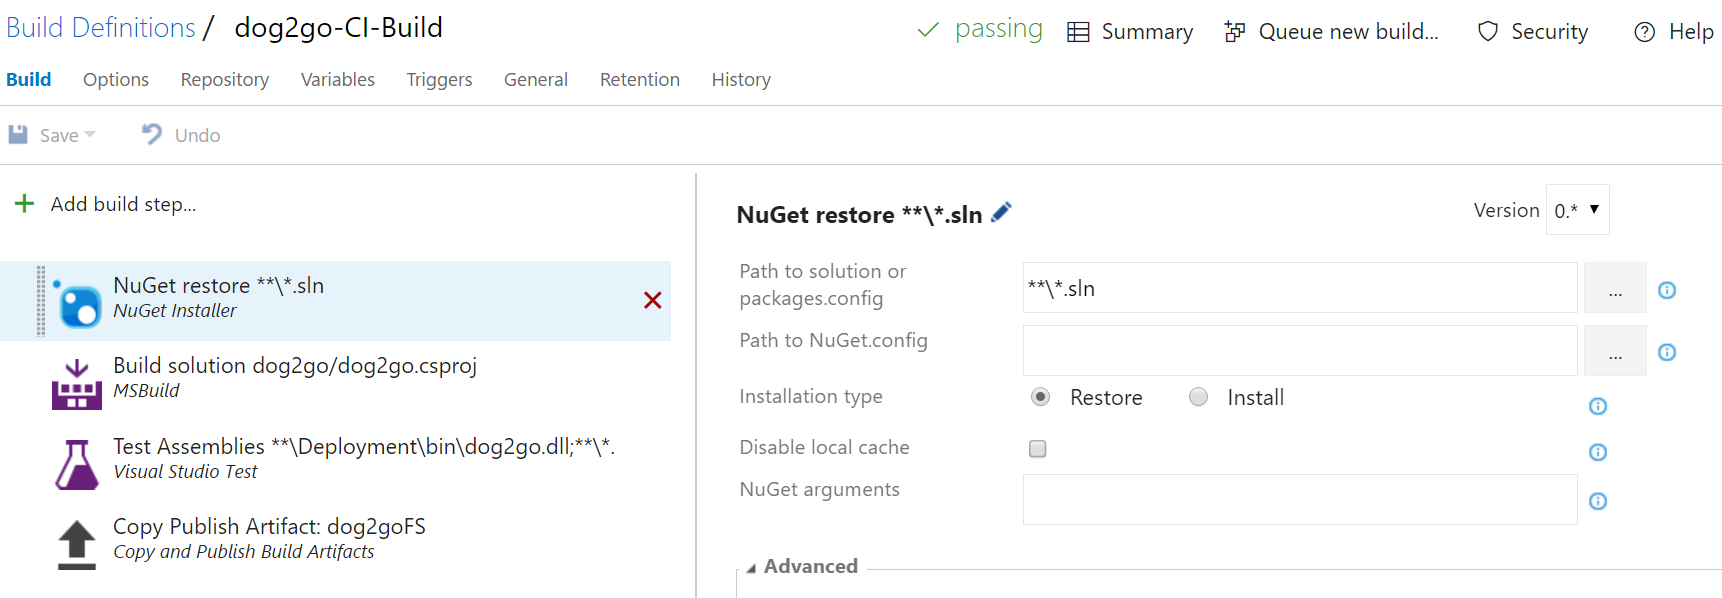 Build Definitions / dog2go-CI-Build
passing Summary Queue new build... Security Help
Build Options Repository Variables Triggers General Retention History
Save Undo
Add build step...
NuGet restore **\*.sln
NuGet Installer
Build solution dog2go/dog2go.csproj
MSBuild
Test Assemblies **\Deployment\bin\dog2go.dll;**\*.
Visual Studio Test
Copy Publish Artifact: dog2goFS
Copy and Publish Build Artifacts
NuGet restore **\*.sln
Version 0.*
Path to solution or
packages.config
**\*.sln
...
Path to NuGet.config
...
Installation type Restore Install
Disable local cache
NuGet arguments
Advanced